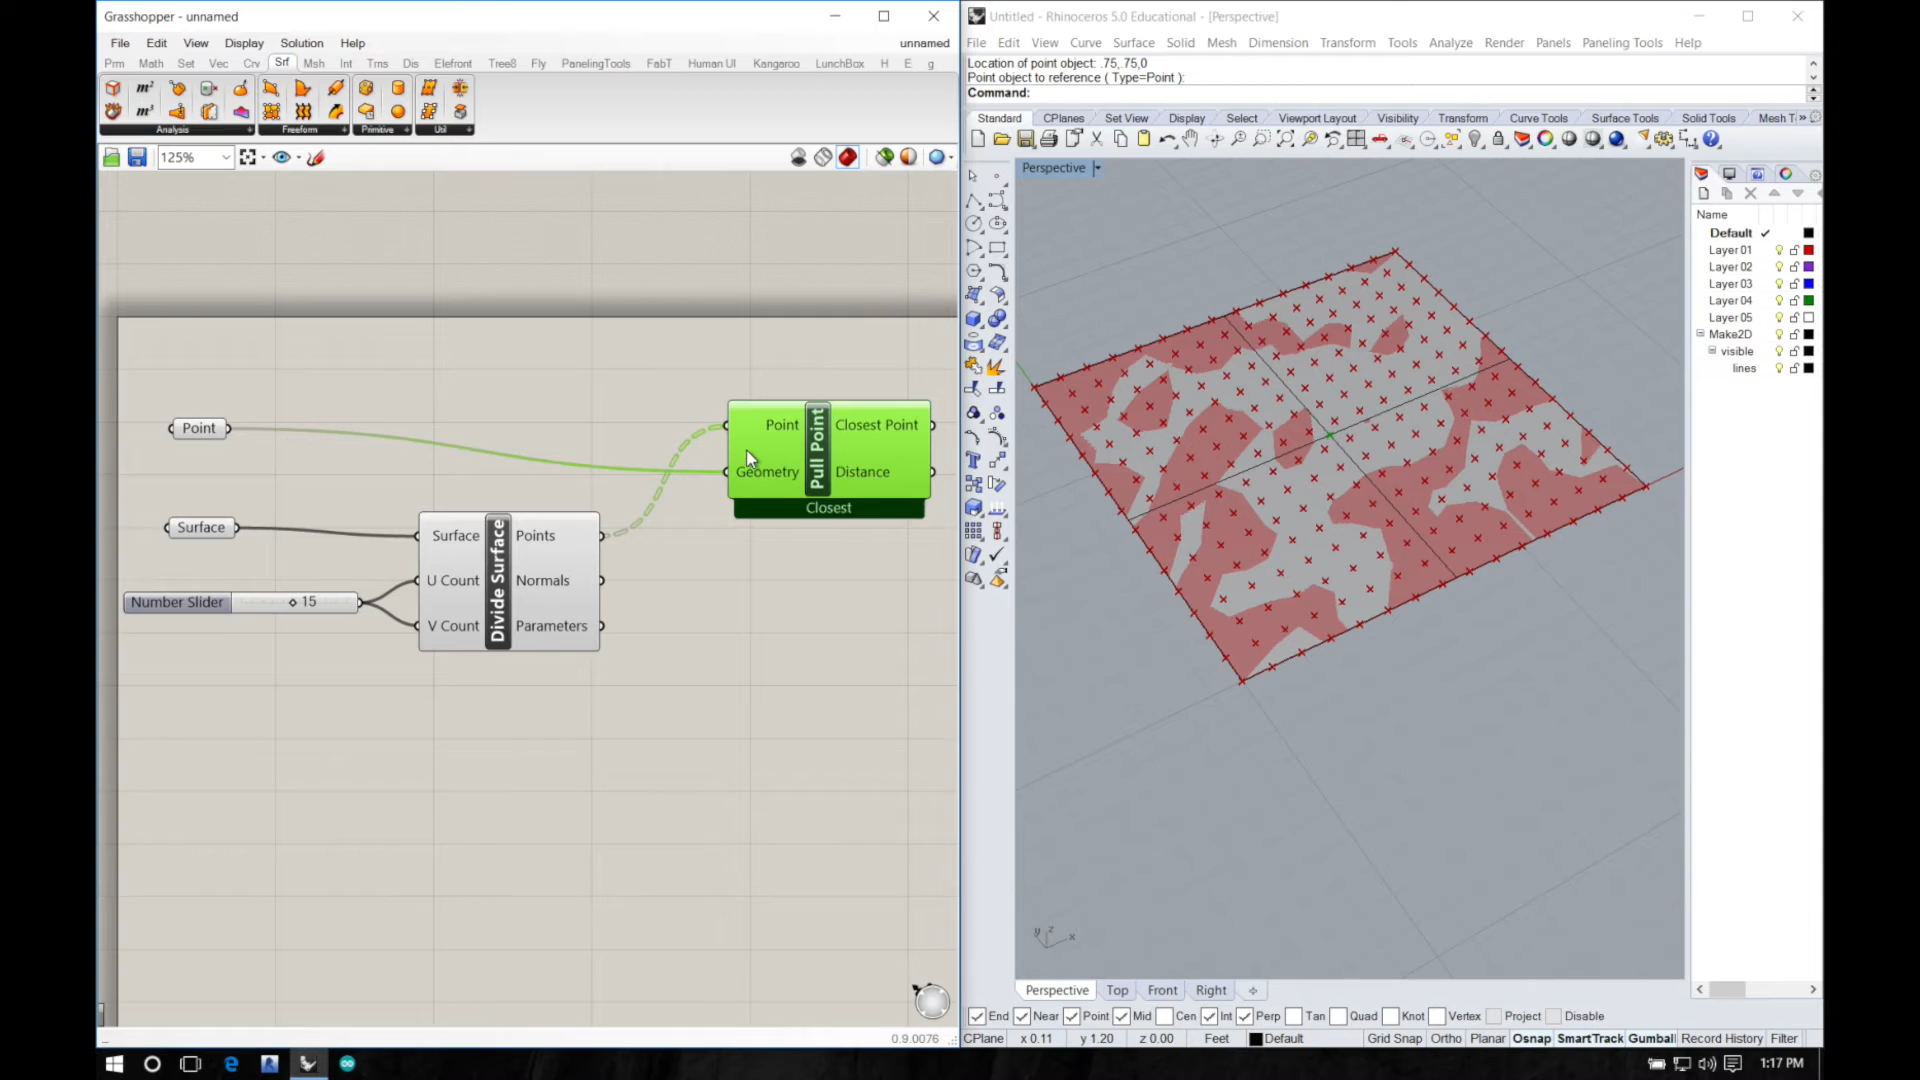 Grasshopper - unnamed
File Edit View Display Solution Help
unnamed
Prm Math Set Vec Crv Srf Msh Int Trns Dis Elefront Tree8 Fly PanelingTools FabT Human UI Kangaroo LunchBox H E g
Analysis Freeform Primitive Util
125%
Point
Surface
Number Slider 15
Surface Points
U Count Normals
V Count Parameters
Divide Surface
Point Closest Point
Geometry Distance
Pull Point
Closest
0.9.0076
Untitled - Rhinoceros 5.0 Educational - [Perspective]
File Edit View Curve Surface Solid Mesh Dimension Transform Tools Analyze Render Panels Paneling Tools Help
Location of point object: .75,.75,0
Point object to reference ( Type=Point ):
Command:
Standard CPlanes Set View Display Select Viewport Layout Visibility Transform Curve Tools Surface Tools Solid Tools Mesh T
Perspective
Name
Default
Layer 01
Layer 02
Layer 03
Layer 04
Layer 05
Make2D
visible
lines
y z x
Perspective Top Front Right
End Near Point Mid Cen Int Perp Tan Quad Knot Vertex Project Disable
CPlane x 0.11 y 1.20 z 0.00 Feet Default Grid Snap Ortho Planar Osnap SmartTrack Gumball Record History Filter
1:17 PM